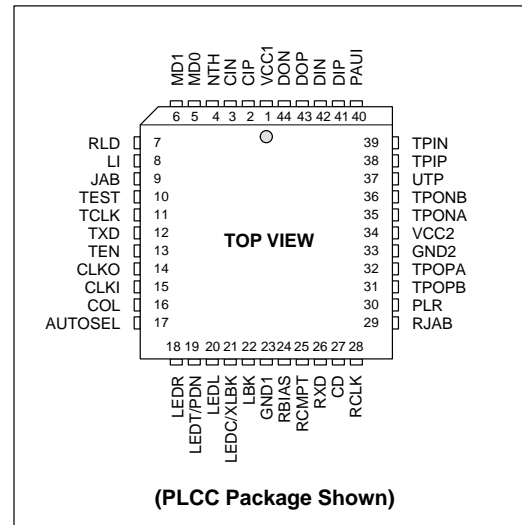 MD1 MD0 NTH CIN CIP VCC1 DON DOP DIN DIP PAUI
6 5 4 3 2 1 44 43 42 41 40
RLD 7 39 TPIN
LI 8 38 TPIP
JAB 9 37 UTP
TEST 10 36 TPONB
TCLK 11 35 TPONA
TXD 12 34 VCC2
TEN 13 33 GND2
CLKO 14 32 TPOPA
CLKI 15 31 TPOPB
COL 16 30 PLR
AUTOSEL 17 29 RJAB
TOP VIEW
18 19 20 21 22 23 24 25 26 27 28
LEDR LEDT/PDN LEDL LEDC/XLBK LBK GND1 RBIAS RCMPT RXD CD RCLK
(PLCC Package Shown)